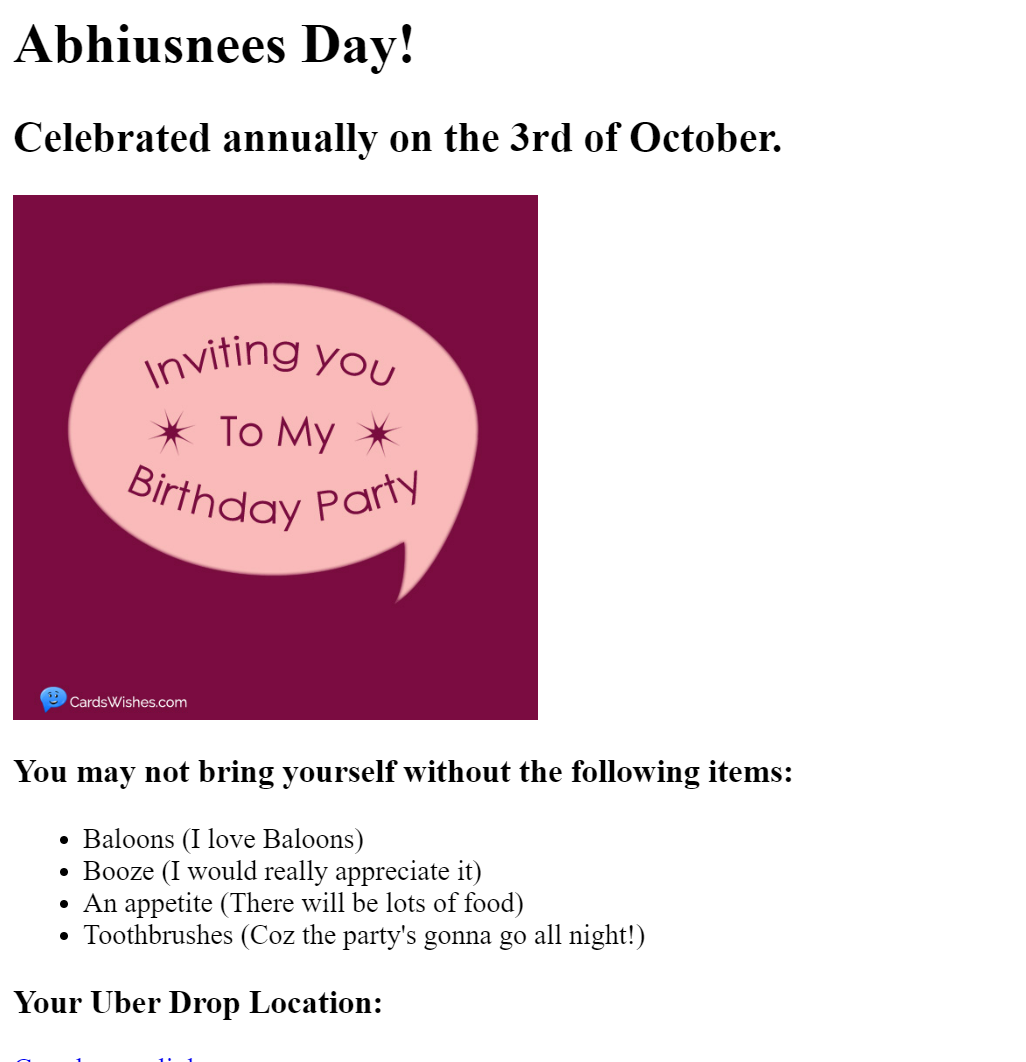 Abhiusnees Day!
Celebrated annually on the 3rd of October.
Inviting you
To My
Birthday Party
CardsWishes.com
You may not bring yourself without the following items:
Baloons (I love Baloons)
Booze (I would really appreciate it)
An appetite (There will be lots of food)
Toothbrushes (Coz the party's gonna go all night!)
Your Uber Drop Location: